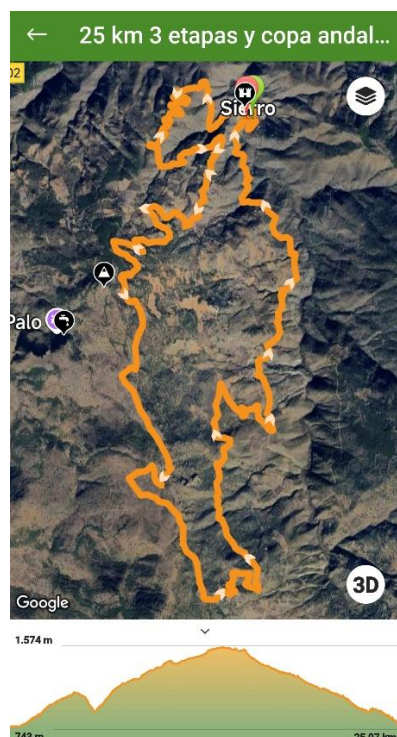 25 km 3 etapas y copa andal...
02
Sierro
Palo
3D
Google
1.574 m
743 m
25,07 km